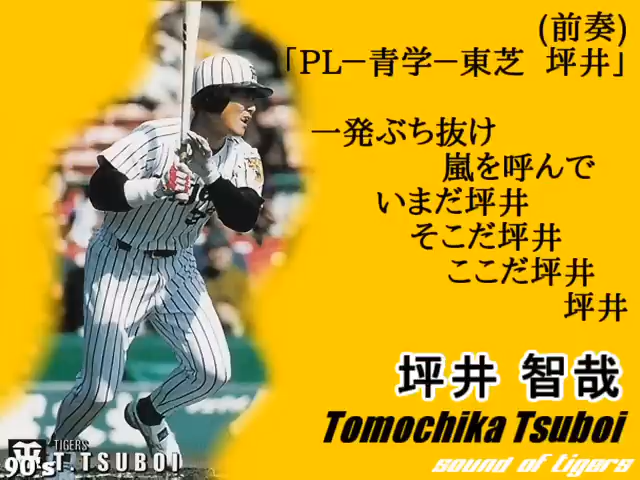 (前奏)
「PL－青学－東芝 坪井」
一発ぶち抜け
嵐を呼んで
いまだ坪井
そこだ坪井
ここだ坪井
坪井
坪井 智哉
Tomochika Tsuboi
sound of tigers
TIGERS
T.TSUBOI
90's